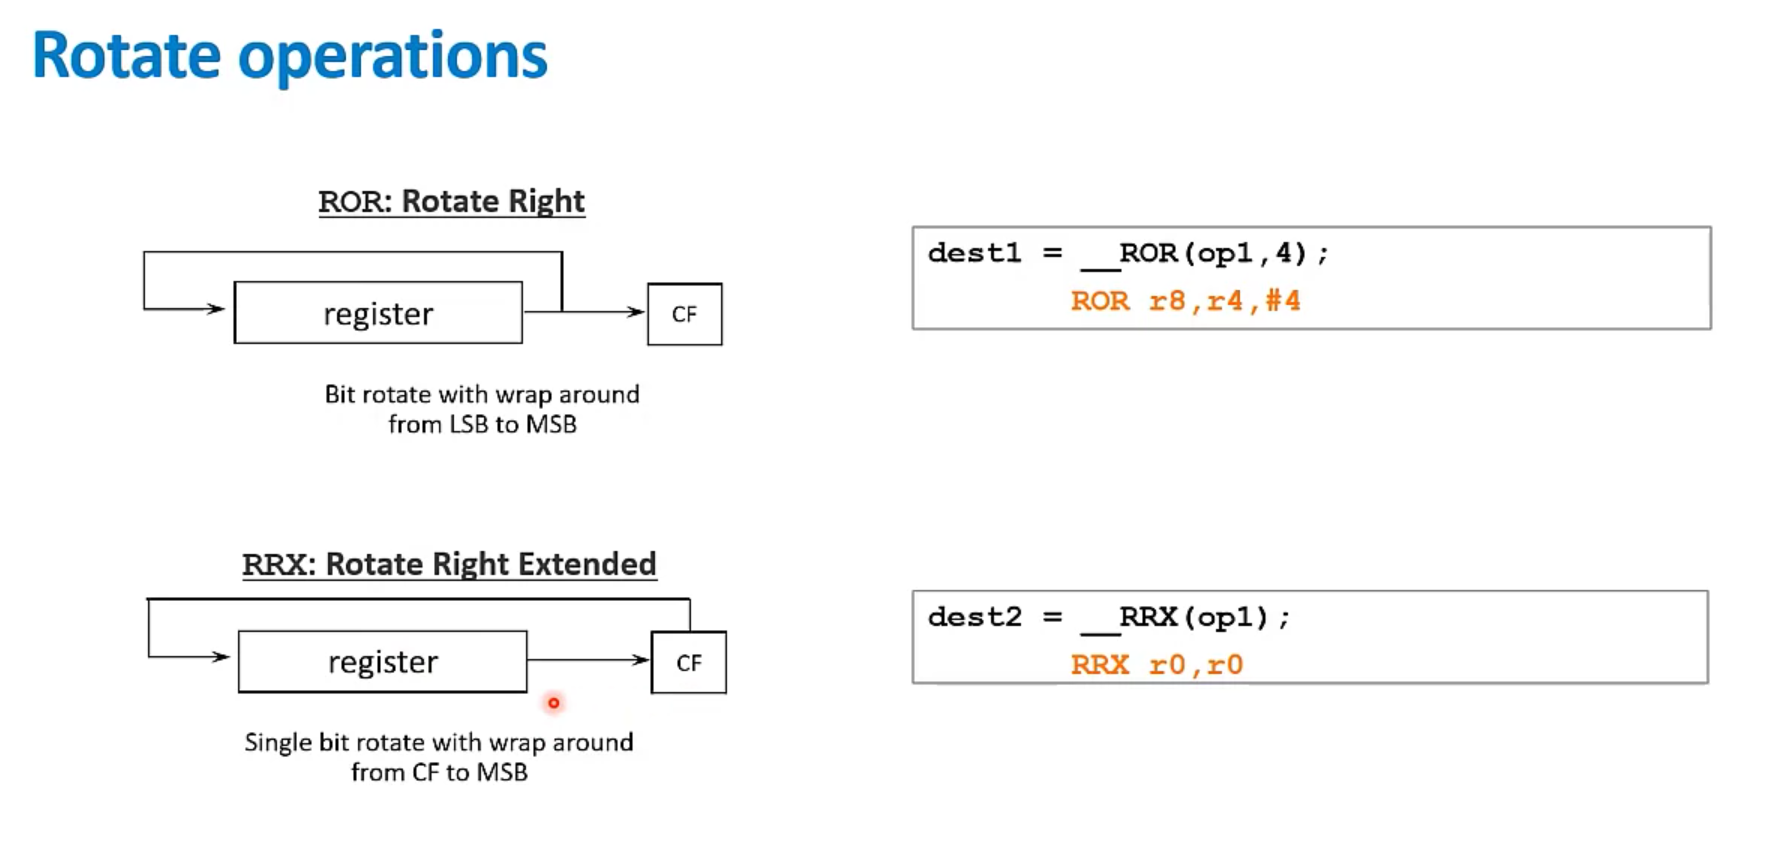 Rotate operations
ROR: Rotate Right
register
CF
Bit rotate with wrap around
from LSB to MSB
dest1 = __ROR(op1,4);
ROR r8,r4,#4
RRX: Rotate Right Extended
register
CF
Single bit rotate with wrap around
from CF to MSB
dest2 = __RRX(op1);
RRX r0,r0